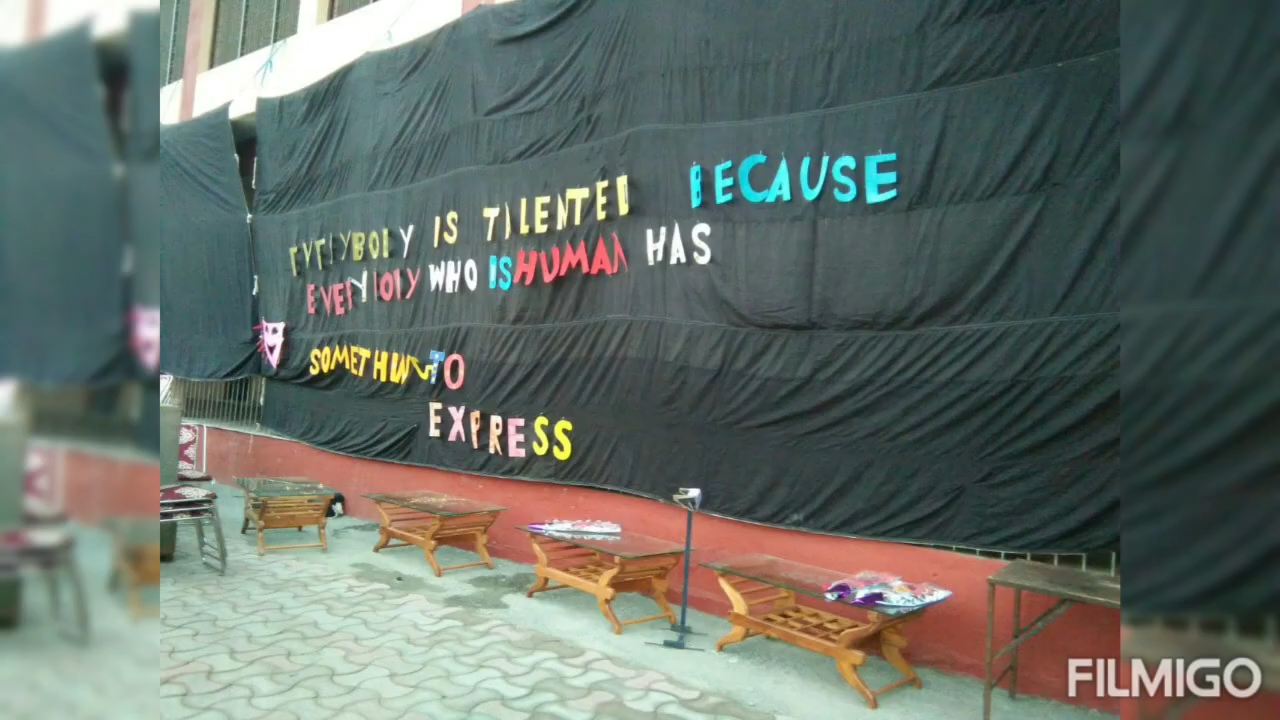 EVERYBODY IS TALENTED BECAUSE
EVERYBODY WHO IS HUMAN HAS
SOMETHING TO
EXPRESS
FILMIGO